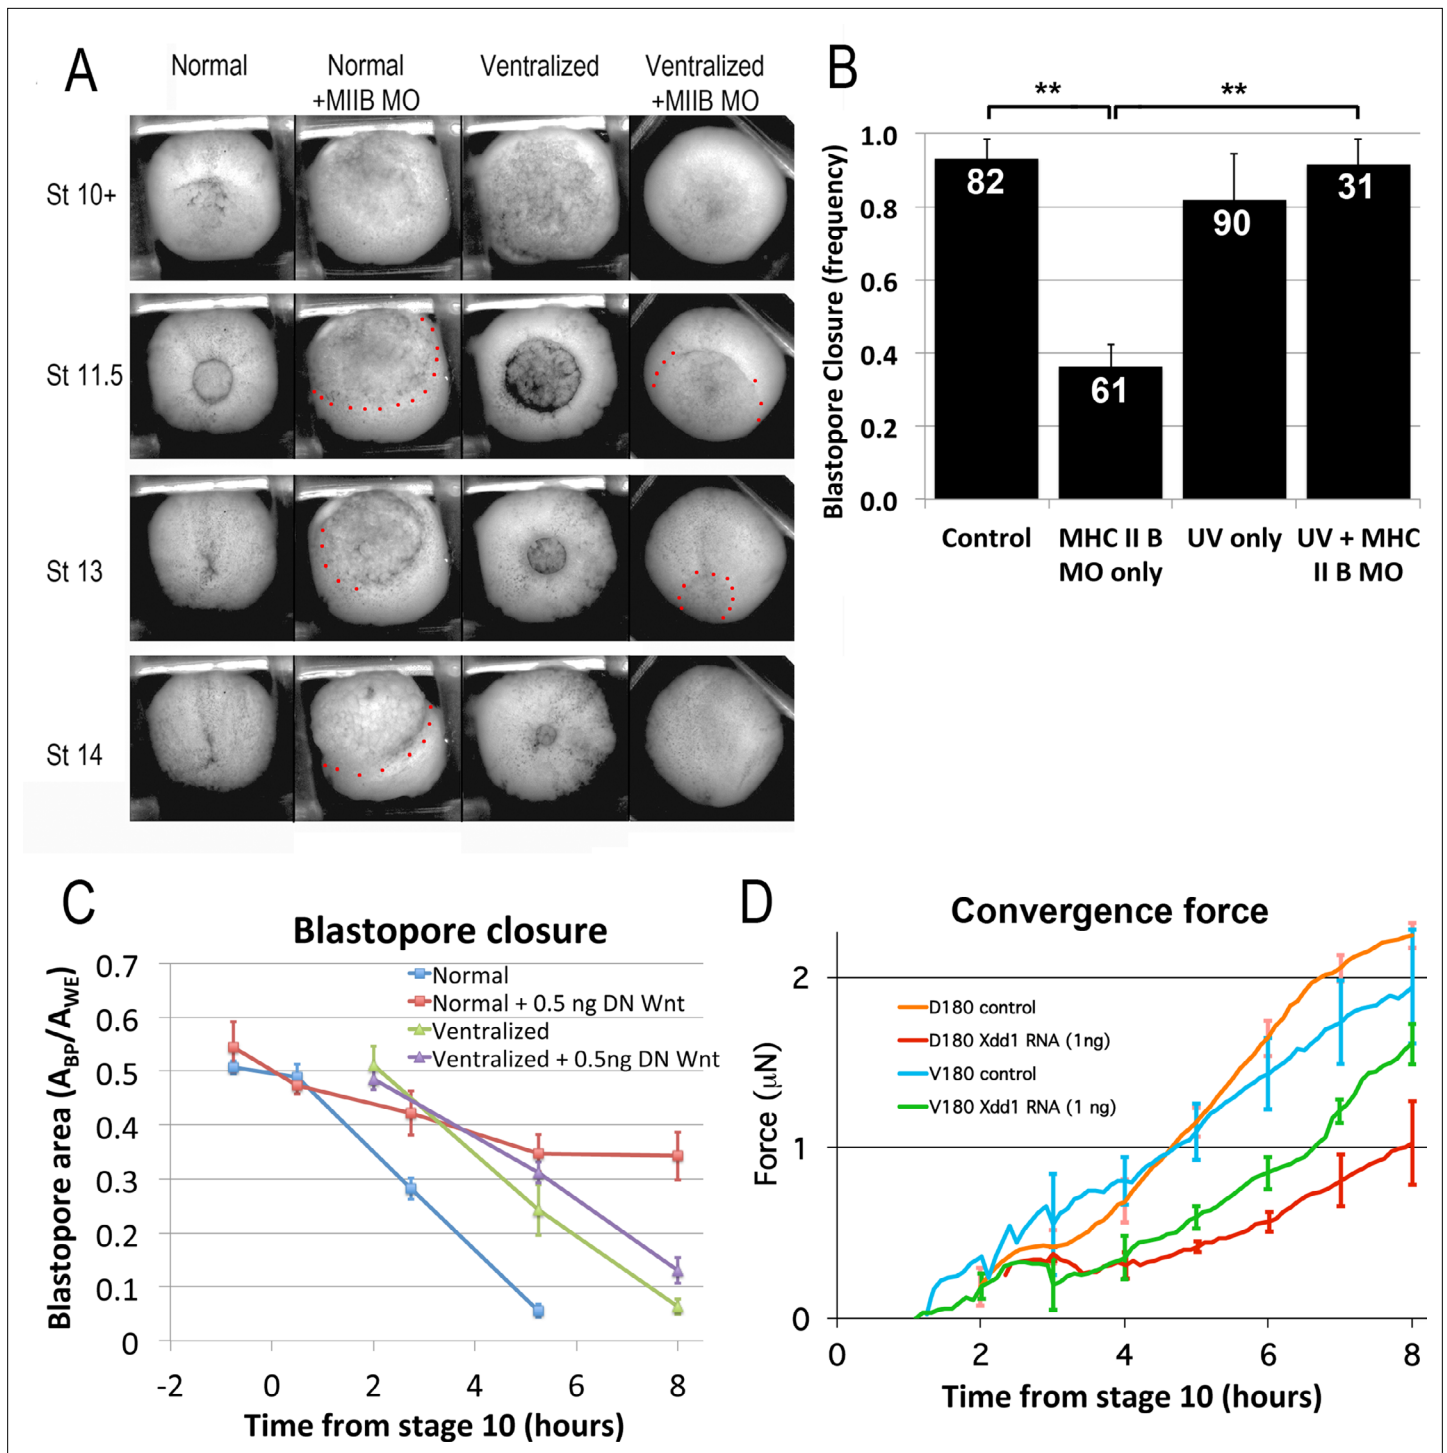 A
Normal
Normal
+MIIB MO
Ventralized
Ventralized
+MIIB MO
St 10+
St 11.5
St 13
St 14
B
**
**
Blastopore Closure (frequency)
1.0
0.8
0.6
0.4
0.2
0.0
82
61
90
31
Control
MHC II B
MO only
UV only
UV + MHC
II B MO
C
Blastopore closure
Blastopore area (ABP/AWE)
0.7
0.6
0.5
0.4
0.3
0.2
0.1
0
Normal
Normal + 0.5 ng DN Wnt
Ventralized
Ventralized + 0.5ng DN Wnt
-2
0
2
4
6
8
Time from stage 10 (hours)
D
Convergence force
Force (µN)
2
1
0
D180 control
D180 Xdd1 RNA (1ng)
V180 control
V180 Xdd1 RNA (1 ng)
0
2
4
6
8
Time from stage 10 (hours)